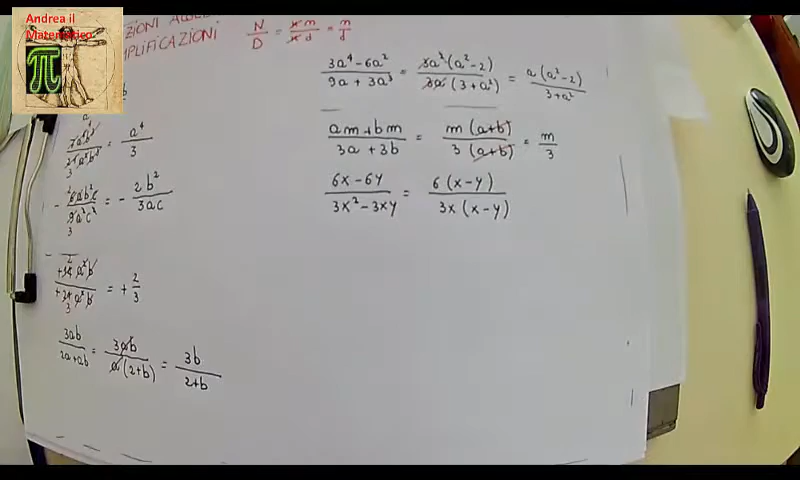 Andrea il
Matematico
π
PLIFICAZIONI
N/D = (x m)/(x d) = m/d
(3a⁴ - 6a²)/(9a + 3a³) = 3a²(a² - 2)/(3a(3 + a²)) = a(a² - 2)/(3 + a²)
= a⁴/3
(am + bm)/(3a + 3b) = m(a+b)/(3(a+b)) = m/3
= - 2b²/(3ac)
(6x - 6y)/(3x² - 3xy) = 6(x - y)/(3x(x - y))
= + 2/3
3ab/(2a + ab) = 3ab/(a(2 + b)) = 3b/(2 + b)